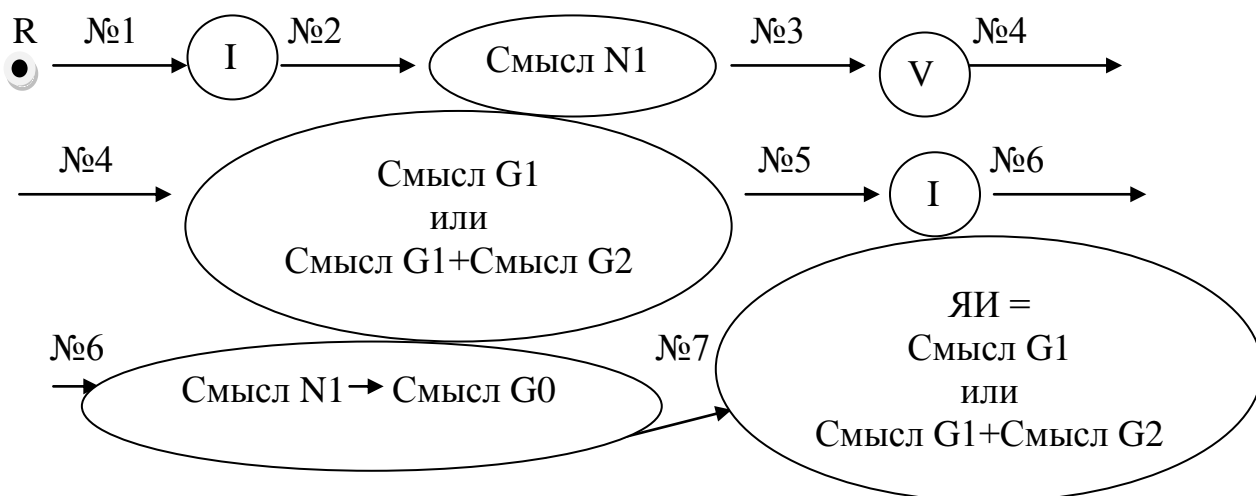 R №1 I №2 Смысл N1 №3 V №4
№4 Смысл G1 №5 I №6
или
Смысл G1+Смысл G2
ЯИ =
№6 Смысл N1 Смысл G0 №7 Смысл G1
или
Смысл G1+Смысл G2